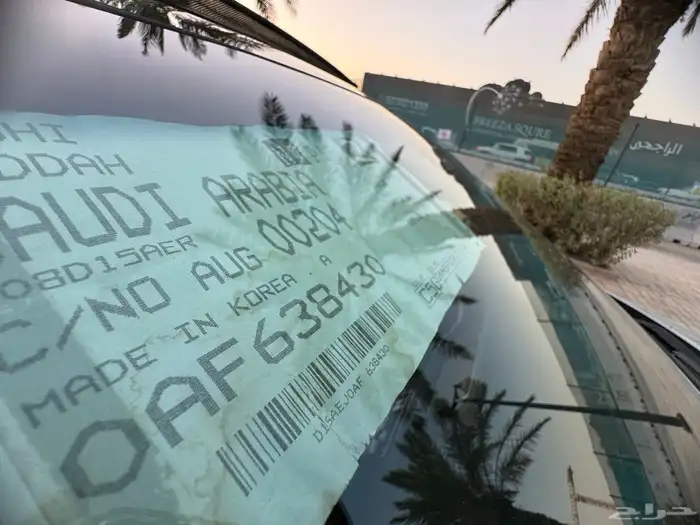 HI
DDAH
AUDI ARABIA
08D15AER
C/NO AUG 00204
MADE IN KOREA . A
OAF638430
D15AEJOAF 638430
BREEZA SQURE
الراجحي
حراج